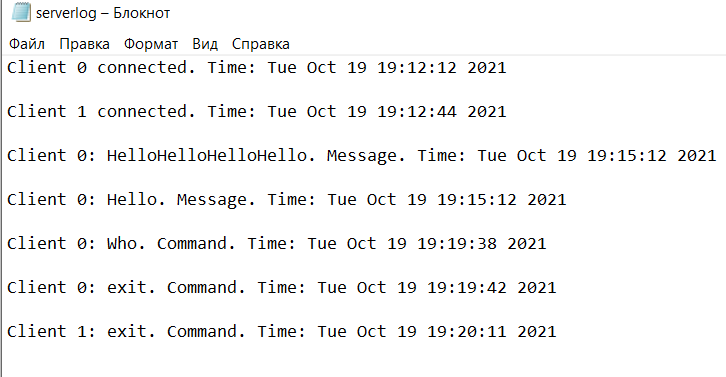 serverlog – Блокнот
Файл Правка Формат Вид Справка
Client 0 connected. Time: Tue Oct 19 19:12:12 2021
Client 1 connected. Time: Tue Oct 19 19:12:44 2021
Client 0: HelloHelloHelloHello. Message. Time: Tue Oct 19 19:15:12 2021
Client 0: Hello. Message. Time: Tue Oct 19 19:15:12 2021
Client 0: Who. Command. Time: Tue Oct 19 19:19:38 2021
Client 0: exit. Command. Time: Tue Oct 19 19:19:42 2021
Client 1: exit. Command. Time: Tue Oct 19 19:20:11 2021